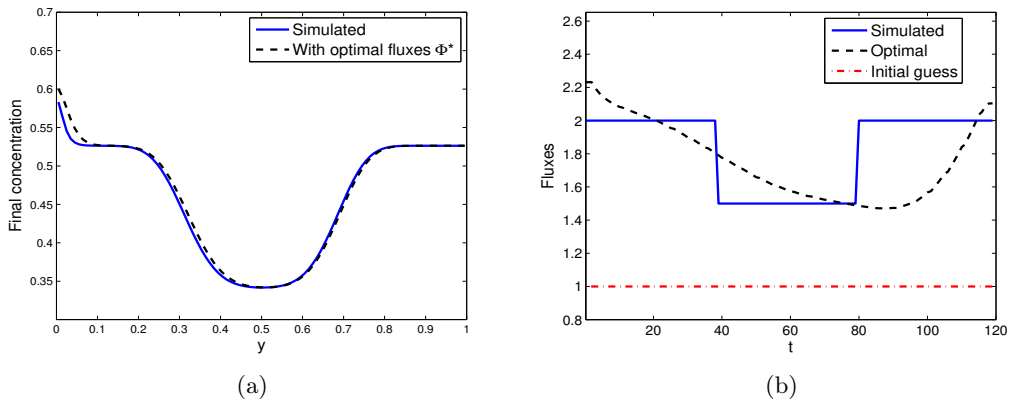 0.7
0.65
0.6
0.55
0.5
0.45
0.4
0.35
0 0.1 0.2 0.3 0.4 0.5 0.6 0.7 0.8 0.9 1
y
Final concentration
Simulated
With optimal fluxes Φ*
(a)
2.6
2.4
2.2
2
1.8
1.6
1.4
1.2
1
0.8
20 40 60 80 100 120
t
Fluxes
Simulated
Optimal
Initial guess
(b)